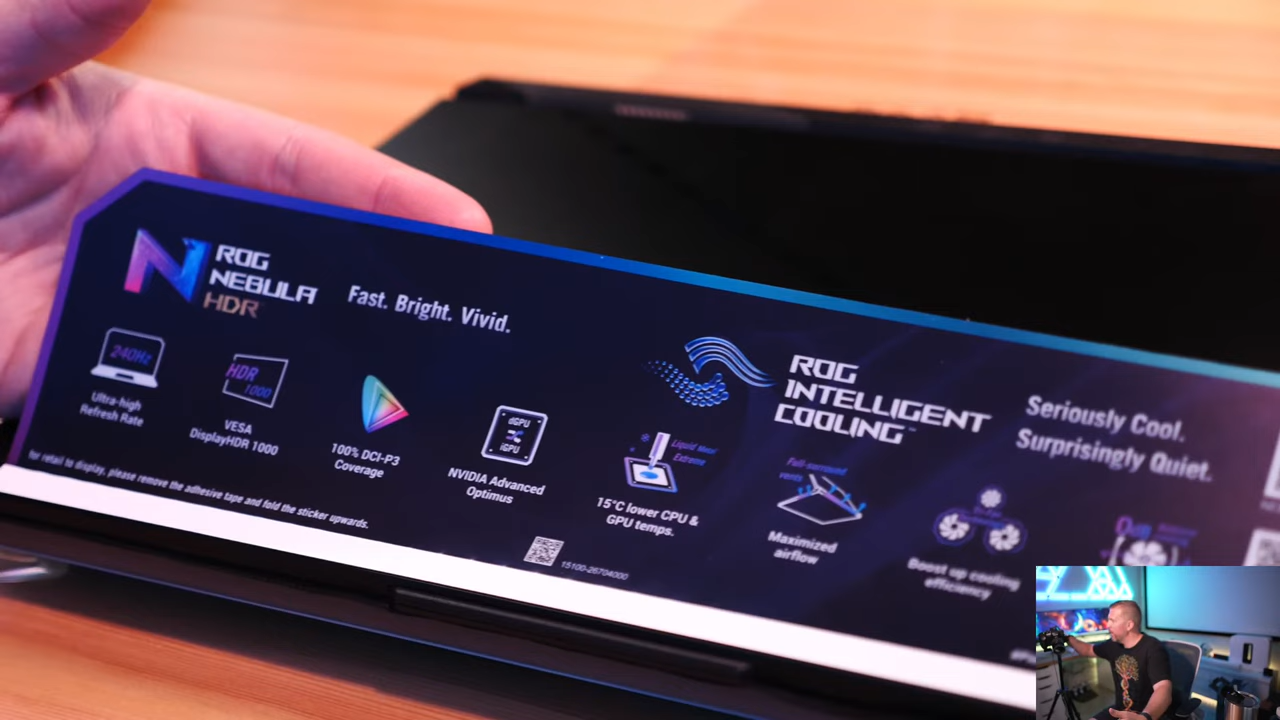 ROG
NEBULA
HDR
Fast. Bright. Vivid.
240Hz
Ultra-high
Refresh Rate
HDR
1000
VESA
DisplayHDR 1000
100% DCI-P3
Coverage
dGPU
iGPU
NVIDIA Advanced
Optimus
ROG
INTELLIGENT
COOLING™
Seriously Cool.
Surprisingly Quiet.
Liquid Metal
Extreme
15°C lower CPU &
GPU temps.
Full-surround
vents
Maximized
airflow
Boost up cooling
efficiency
0dB
for retail to display, please remove the adhesive tape and fold the sticker upwards.
15100-26704000